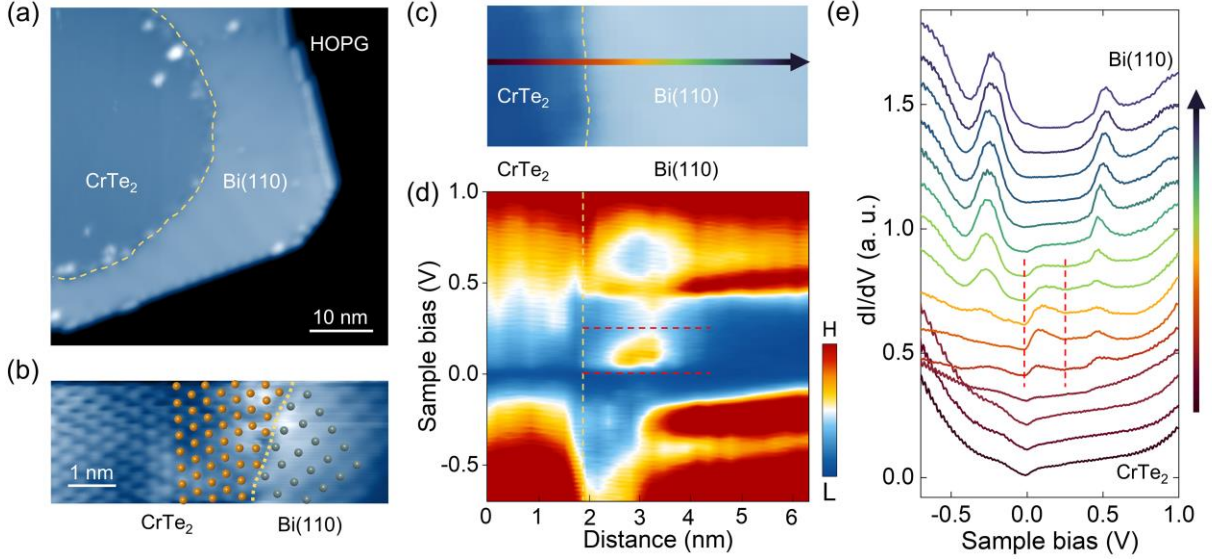 (a)
HOPG
CrTe₂
Bi(110)
10 nm
(b)
1 nm
CrTe₂
Bi(110)
(c)
CrTe₂
Bi(110)
(d)
CrTe₂
Bi(110)
1.0
0.5
0.0
-0.5
Sample bias (V)
0 1 2 3 4 5 6
Distance (nm)
H
L
(e)
Bi(110)
1.5
1.0
0.5
0.0
dI/dV (a. u.)
CrTe₂
-0.5 0.0 0.5 1.0
Sample bias (V)